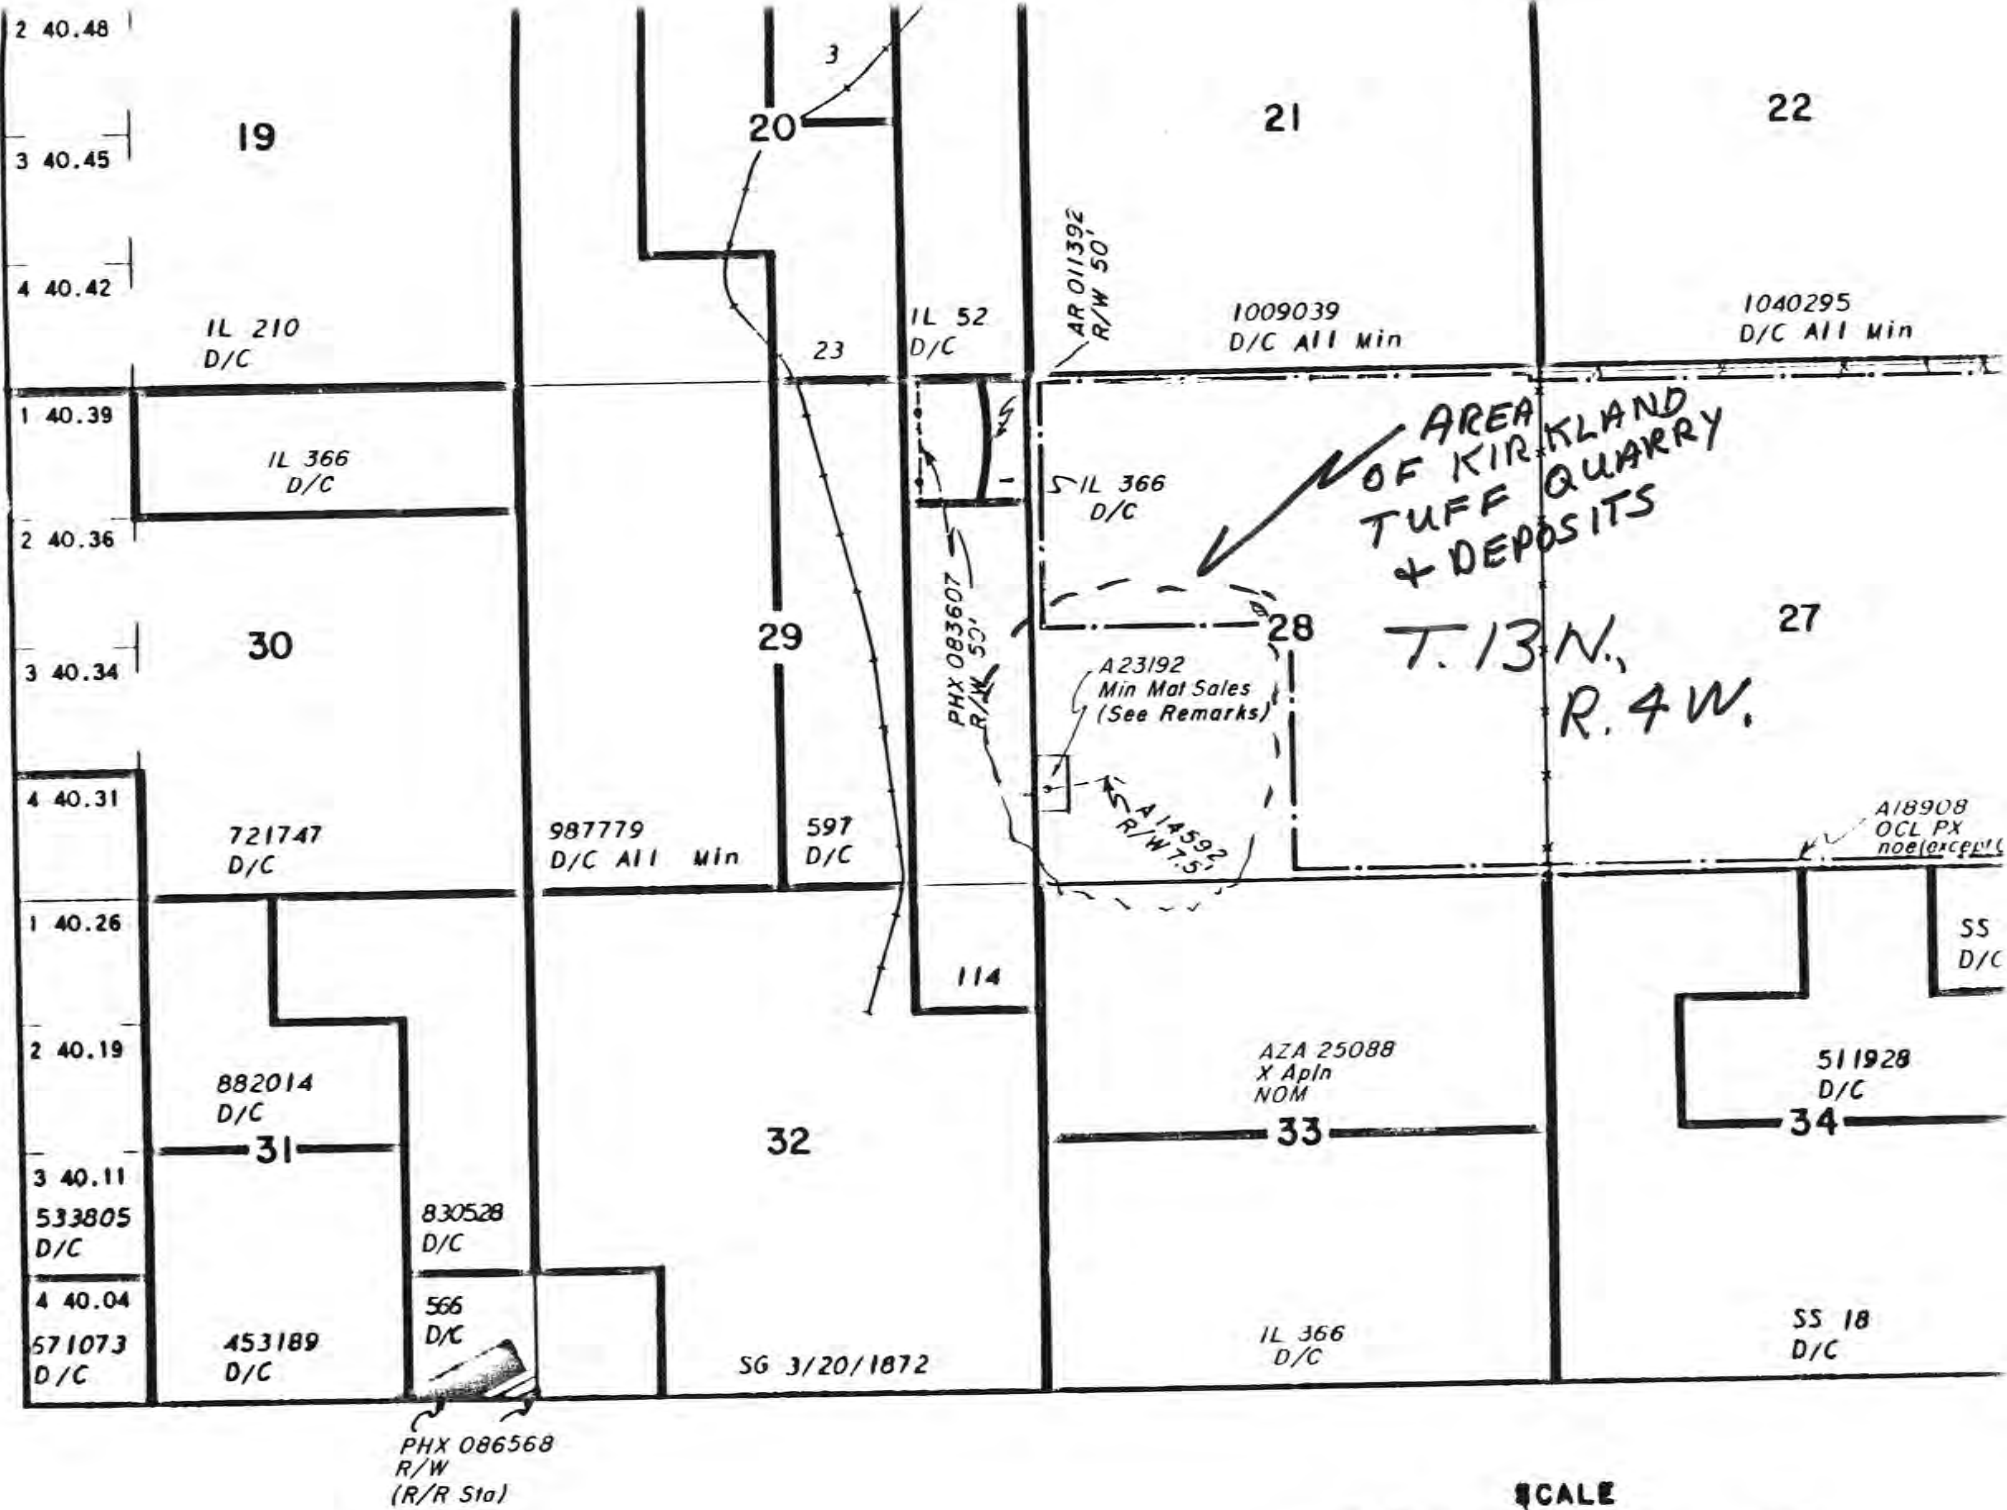 2 40.48
3
19
20
21
22
3 40.45
4 40.42
AR 011392
R/W 50'
IL 210
D/C
IL 52
D/C
23
1009039
D/C All Min
1040295
D/C All Min
1 40.39
IL 366
D/C
IL 366
D/C
AREA
OF KIRKLAND
TUFF QUARRY
+ DEPOSITS
2 40.36
PHX 083607
R/W 50'
30
29
28
27
T. 13 N.,
R. 4 W.
3 40.34
A23192
Min Mat Sales
(See Remarks)
4 40.31
A 14592
R/W 7.5'
A18908
OCL PX
721747
D/C
987779
D/C All Min
597
D/C
1 40.26
SS
D/C
114
2 40.19
882014
D/C
AZA 25088
X Apln
NOM
511928
D/C
31
32
33
34
3 40.11
533805
D/C
830528
D/C
4 40.04
671073
D/C
453189
D/C
566
D/C
SG 3/20/1872
IL 366
D/C
SS 18
D/C
PHX 086568
R/W
(R/R Sta)
SCALE